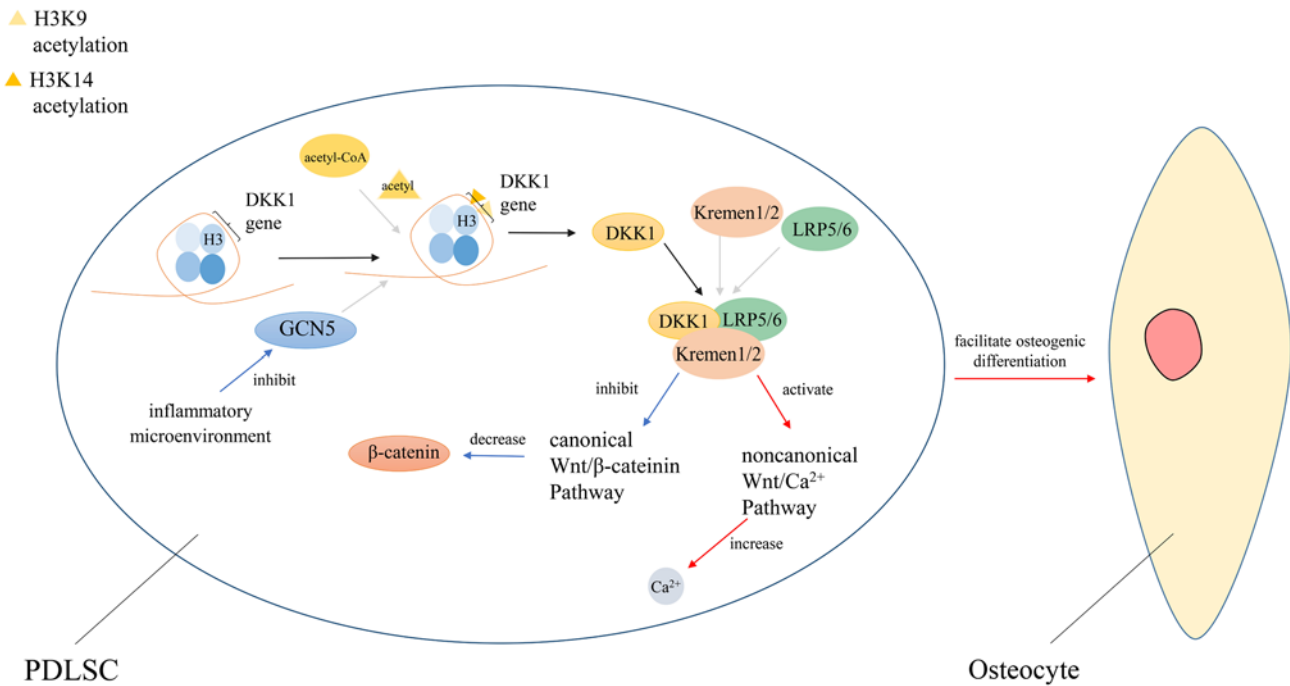 H3K9
acetylation
H3K14
acetylation
acetyl-CoA
acetyl
DKK1
gene
H3
DKK1
gene
H3
DKK1
Kremen1/2
LRP5/6
GCN5
inhibit
inflammatory
microenvironment
DKK1
LRP5/6
Kremen1/2
inhibit
activate
β-catenin
decrease
canonical
Wnt/β-cateinin
Pathway
noncanonical
Wnt/Ca²⁺
Pathway
increase
Ca²⁺
facilitate osteogenic
differentiation
PDLSC
Osteocyte